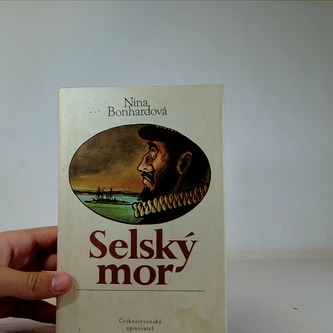 Nina
Bonhardová
Selský
mor
Československý
spisovatel